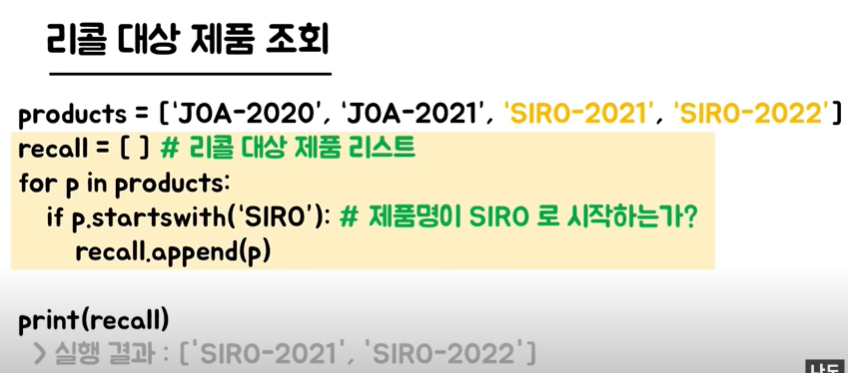 리콜 대상 제품 조회
products = ['JOA-2020', 'JOA-2021', 'SIRO-2021', 'SIRO-2022']
recall = [ ] # 리콜 대상 제품 리스트
for p in products:
if p.startswith('SIRO'): # 제품명이 SIRO 로 시작하는가?
recall.append(p)
print(recall)
> 실행 결과 : ['SIRO-2021', 'SIRO-2022']